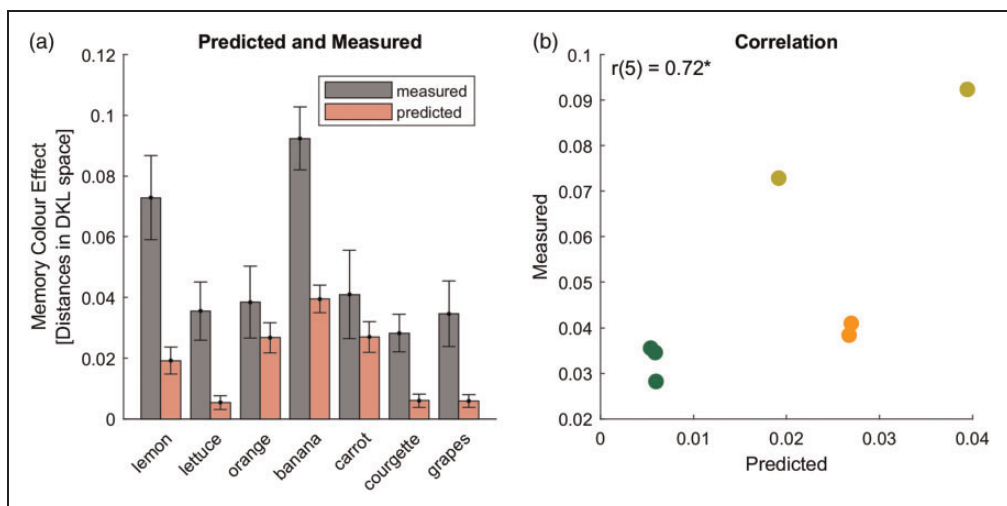 (a)
Predicted and Measured
Memory Colour Effect
[Distances in DKL space]
0.12
0.1
0.08
0.06
0.04
0.02
0
measured
predicted
lemon
lettuce
orange
banana
carrot
courgette
grapes
(b)
Correlation
r(5) = 0.72*
Measured
0.1
0.09
0.08
0.07
0.06
0.05
0.04
0.03
0.02
0
0.01
0.02
0.03
0.04
Predicted